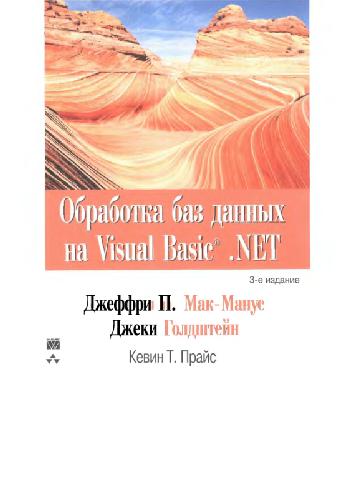 Обработка баз данных
на Visual Basic® .NET
3-е издание
Джеффри П. Мак-Манус
Джеки Голдштейн
Кевин Т. Прайс